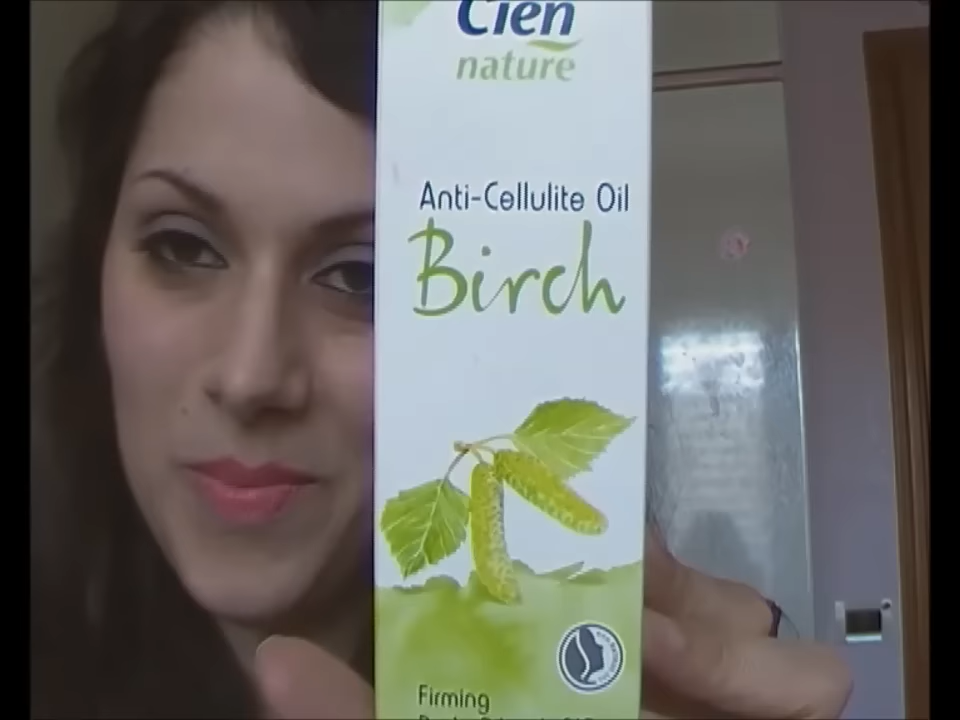 Cien
nature
Anti-Cellulite Oil
Birch
Firming